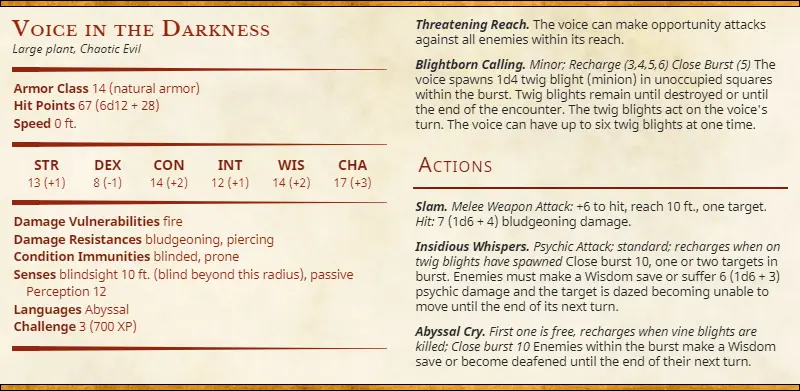 Voice in the Darkness
Large plant, Chaotic Evil
Armor Class 14 (natural armor)
Hit Points 67 (6d12 + 28)
Speed 0 ft.
STR DEX CON INT WIS CHA
13 (+1) 8 (-1) 14 (+2) 12 (+1) 14 (+2) 17 (+3)
Damage Vulnerabilities fire
Damage Resistances bludgeoning, piercing
Condition Immunities blinded, prone
Senses blindsight 10 ft. (blind beyond this radius), passive
Perception 12
Languages Abyssal
Challenge 3 (700 XP)
Threatening Reach. The voice can make opportunity attacks
against all enemies within its reach.
Blightborn Calling. Minor; Recharge (3,4,5,6) Close Burst (5) The
voice spawns 1d4 twig blight (minion) in unoccupied squares
within the burst. Twig blights remain until destroyed or until
the end of the encounter. The twig blights act on the voice's
turn. The voice can have up to six twig blights at one time.
Actions
Slam. Melee Weapon Attack: +6 to hit, reach 10 ft., one target.
Hit: 7 (1d6 + 4) bludgeoning damage.
Insidious Whispers. Psychic Attack; standard; recharges when on
twig blights have spawned Close burst 10, one or two targets in
burst. Enemies must make a Wisdom save or suffer 6 (1d6 + 3)
psychic damage and the target is dazed becoming unable to
move until the end of its next turn.
Abyssal Cry. First one is free, recharges when vine blights are
killed; Close burst 10 Enemies within the burst make a Wisdom
save or become deafened until the end of their next turn.